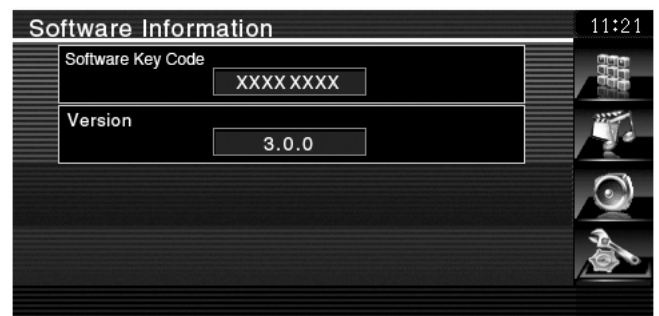 Software Information
11:21
Software Key Code
XXXX XXXX
Version
3.0.0